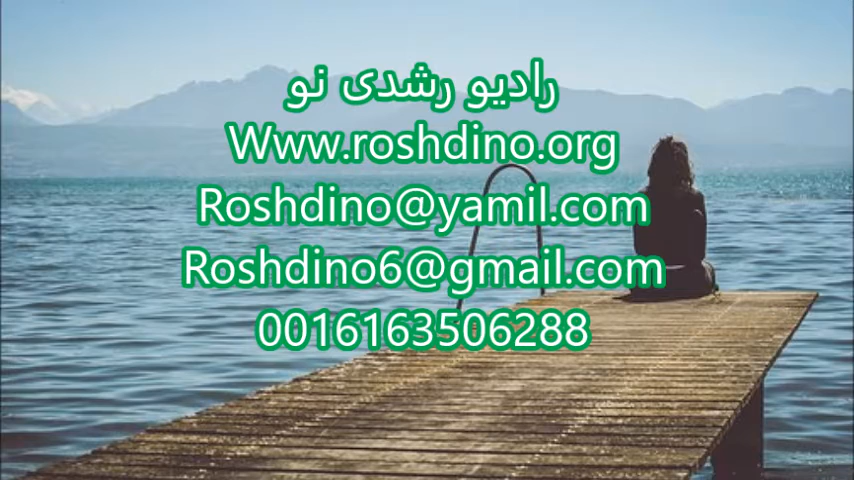 رادیو رشدی نو
Www.roshdino.org
Roshdino@yamil.com
Roshdino6@gmail.com
0016163506288